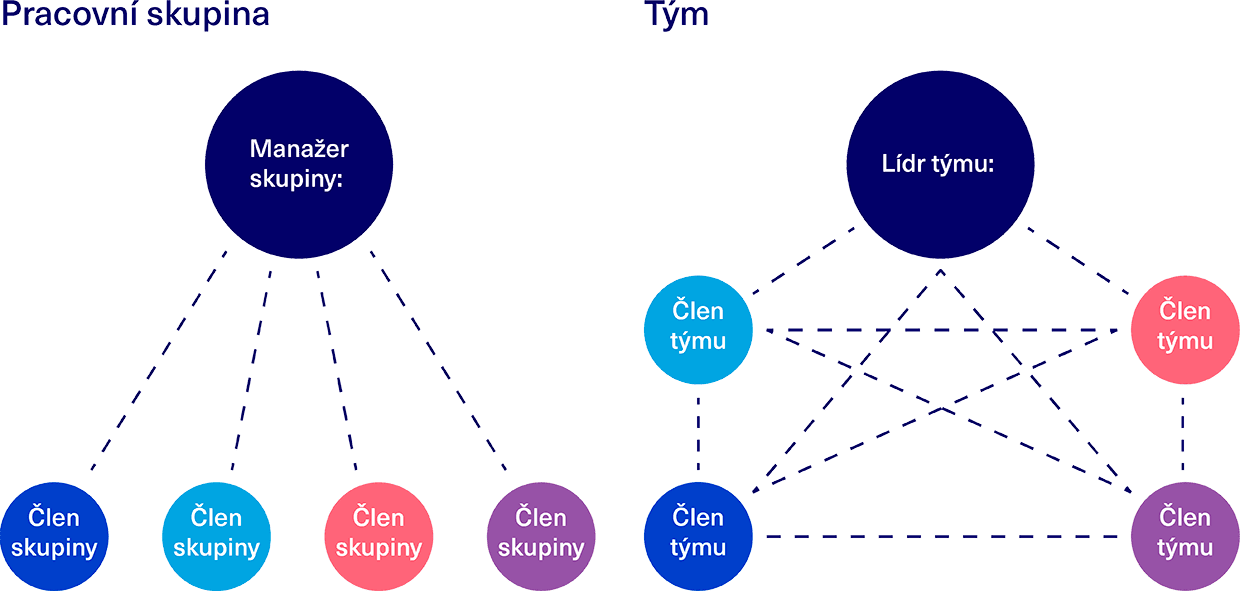 Pracovní skupina
Manažer
skupiny:
Člen
skupiny
Člen
skupiny
Člen
skupiny
Člen
skupiny
Tým
Lídr týmu:
Člen
týmu
Člen
týmu
Člen
týmu
Člen
týmu